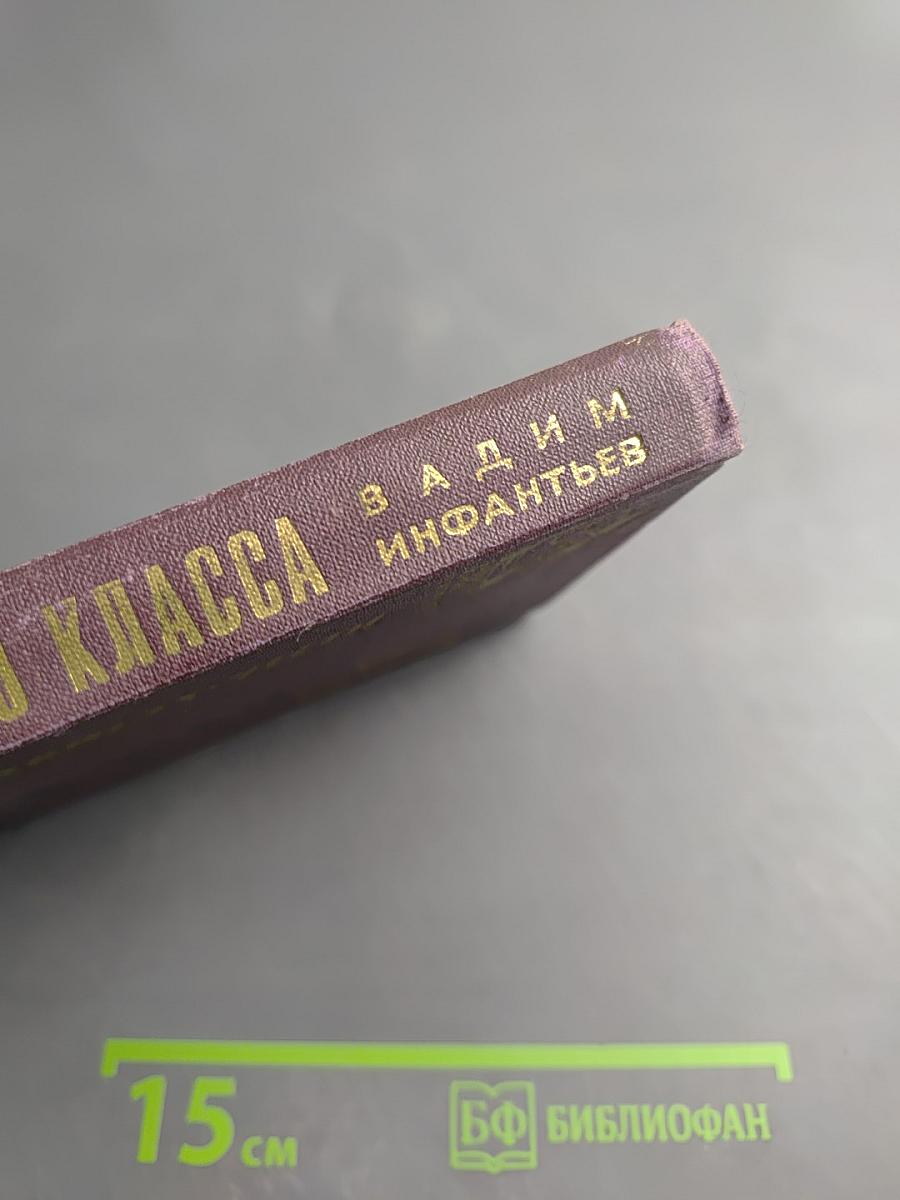 ВАДИМ
ИНФАНТЬЕВ
КЛАССА
15 см
БФ БИБЛИОФАН